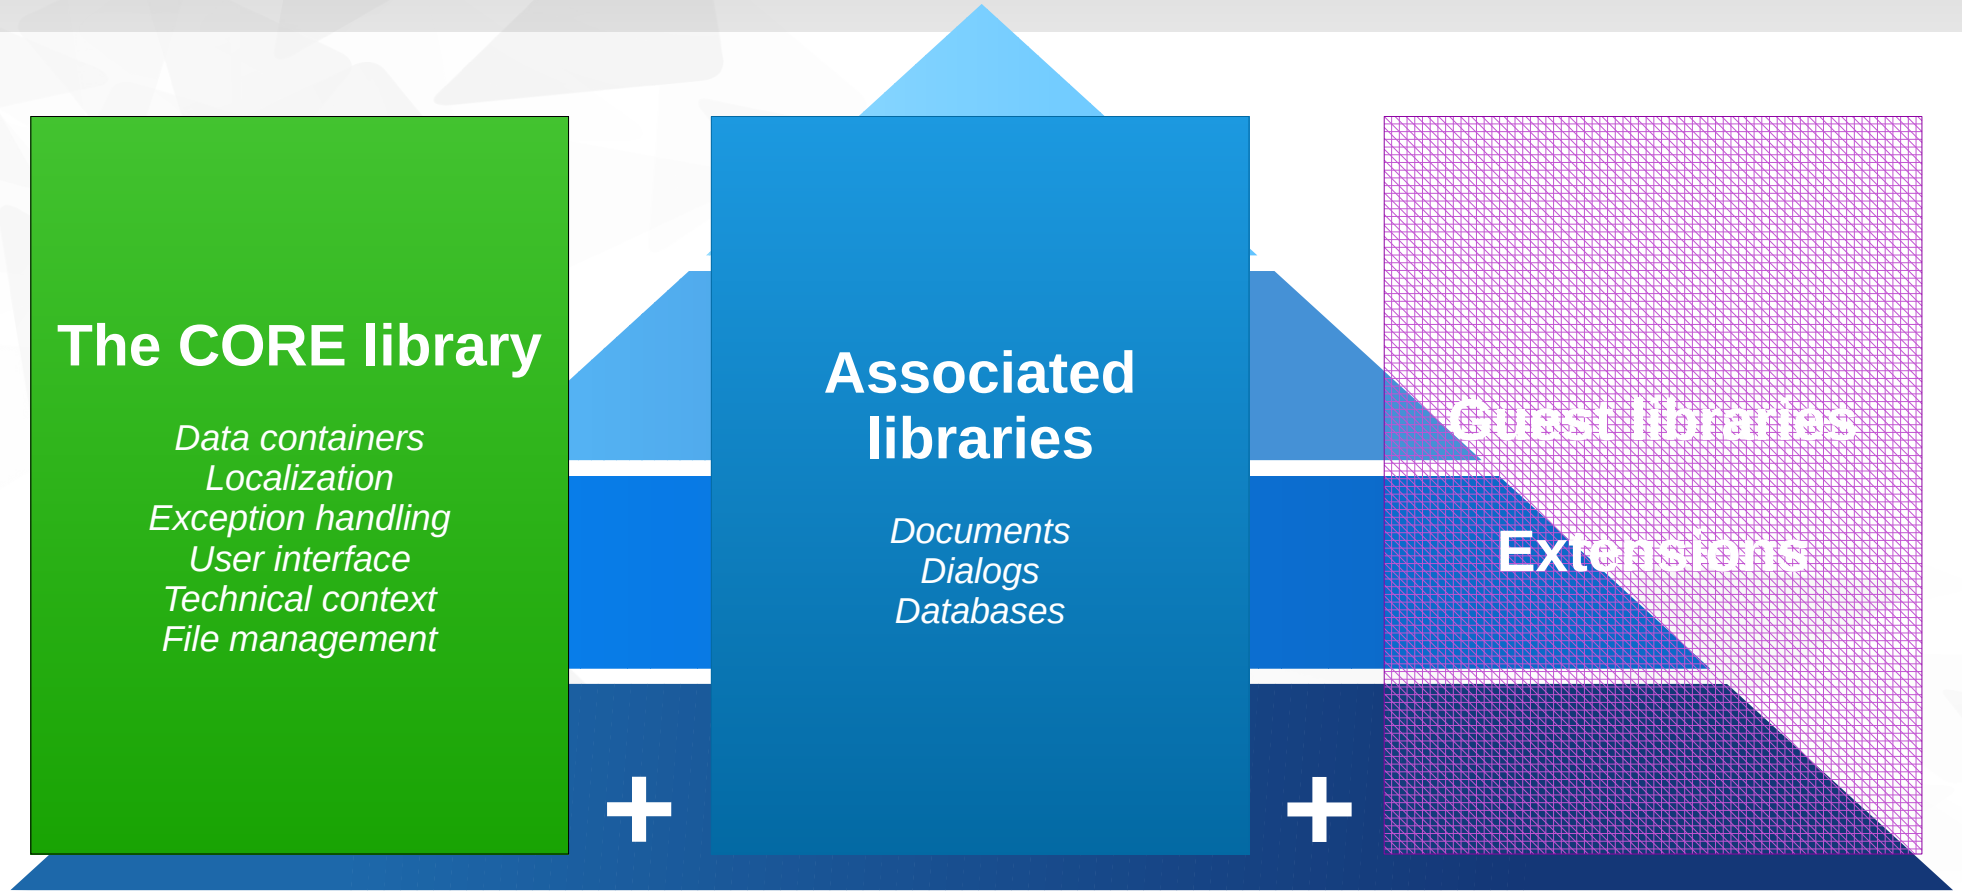 The CORE library
Data containers
Localization
Exception handling
User interface
Technical context
File management
+
Associated
libraries
Documents
Dialogs
Databases
+
Guest libraries
Extensions